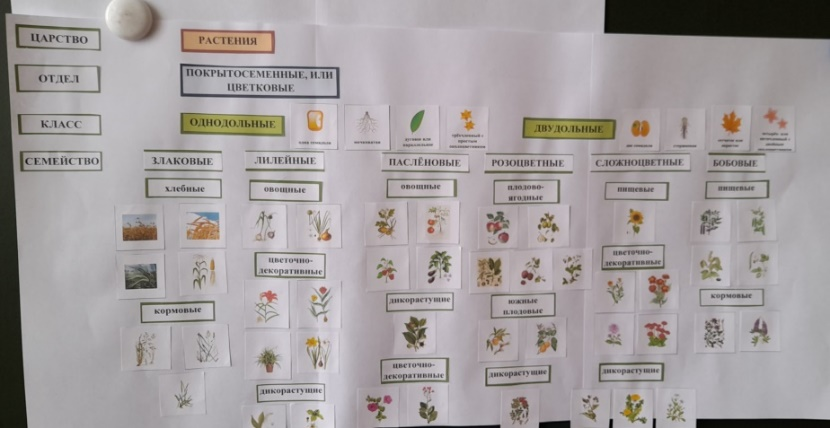 ЦАРСТВО
РАСТЕНИЯ
ОТДЕЛ
ПОКРЫТОСЕМЕННЫЕ, ИЛИ
ЦВЕТКОВЫЕ
КЛАСС
ОДНОДОЛЬНЫЕ
ДВУДОЛЬНЫЕ
СЕМЕЙСТВО
ЗЛАКОВЫЕ
ЛИЛЕЙНЫЕ
ПАСЛЁНОВЫЕ
РОЗОЦВЕТНЫЕ
СЛОЖНОЦВЕТНЫЕ
БОБОВЫЕ
хлебные
овощные
овощные
плодово-
ягодные
пищевые
пищевые
цветочно-
декоративные
цветочно-
декоративные
кормовые
дикорастущие
южные
плодовые
кормовые
цветочно-
декоративные
дикорастущие
дикорастущие
дикорастущие